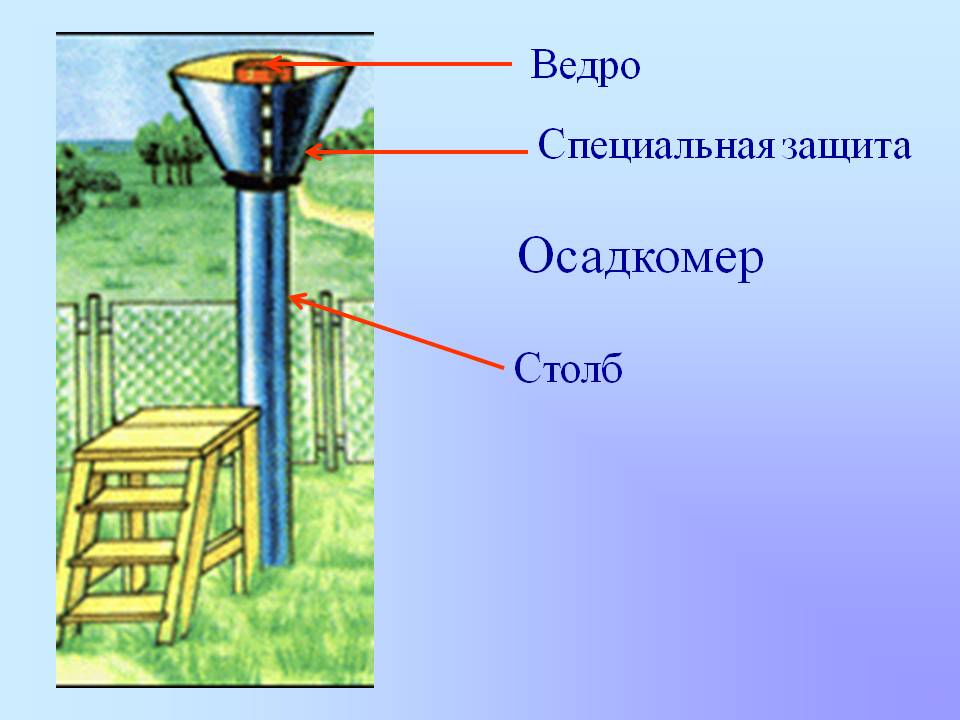 Ведро
Специальная защита
Осадкомер
Столб